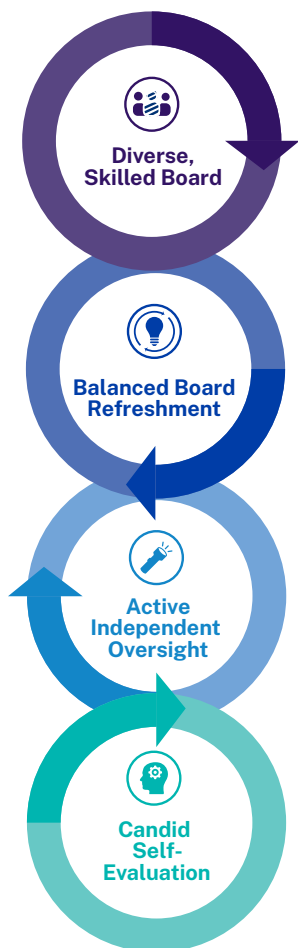 Diverse,
Skilled Board
Balanced Board
Refreshment
Active
Independent
Oversight
Candid
Self-
Evaluation